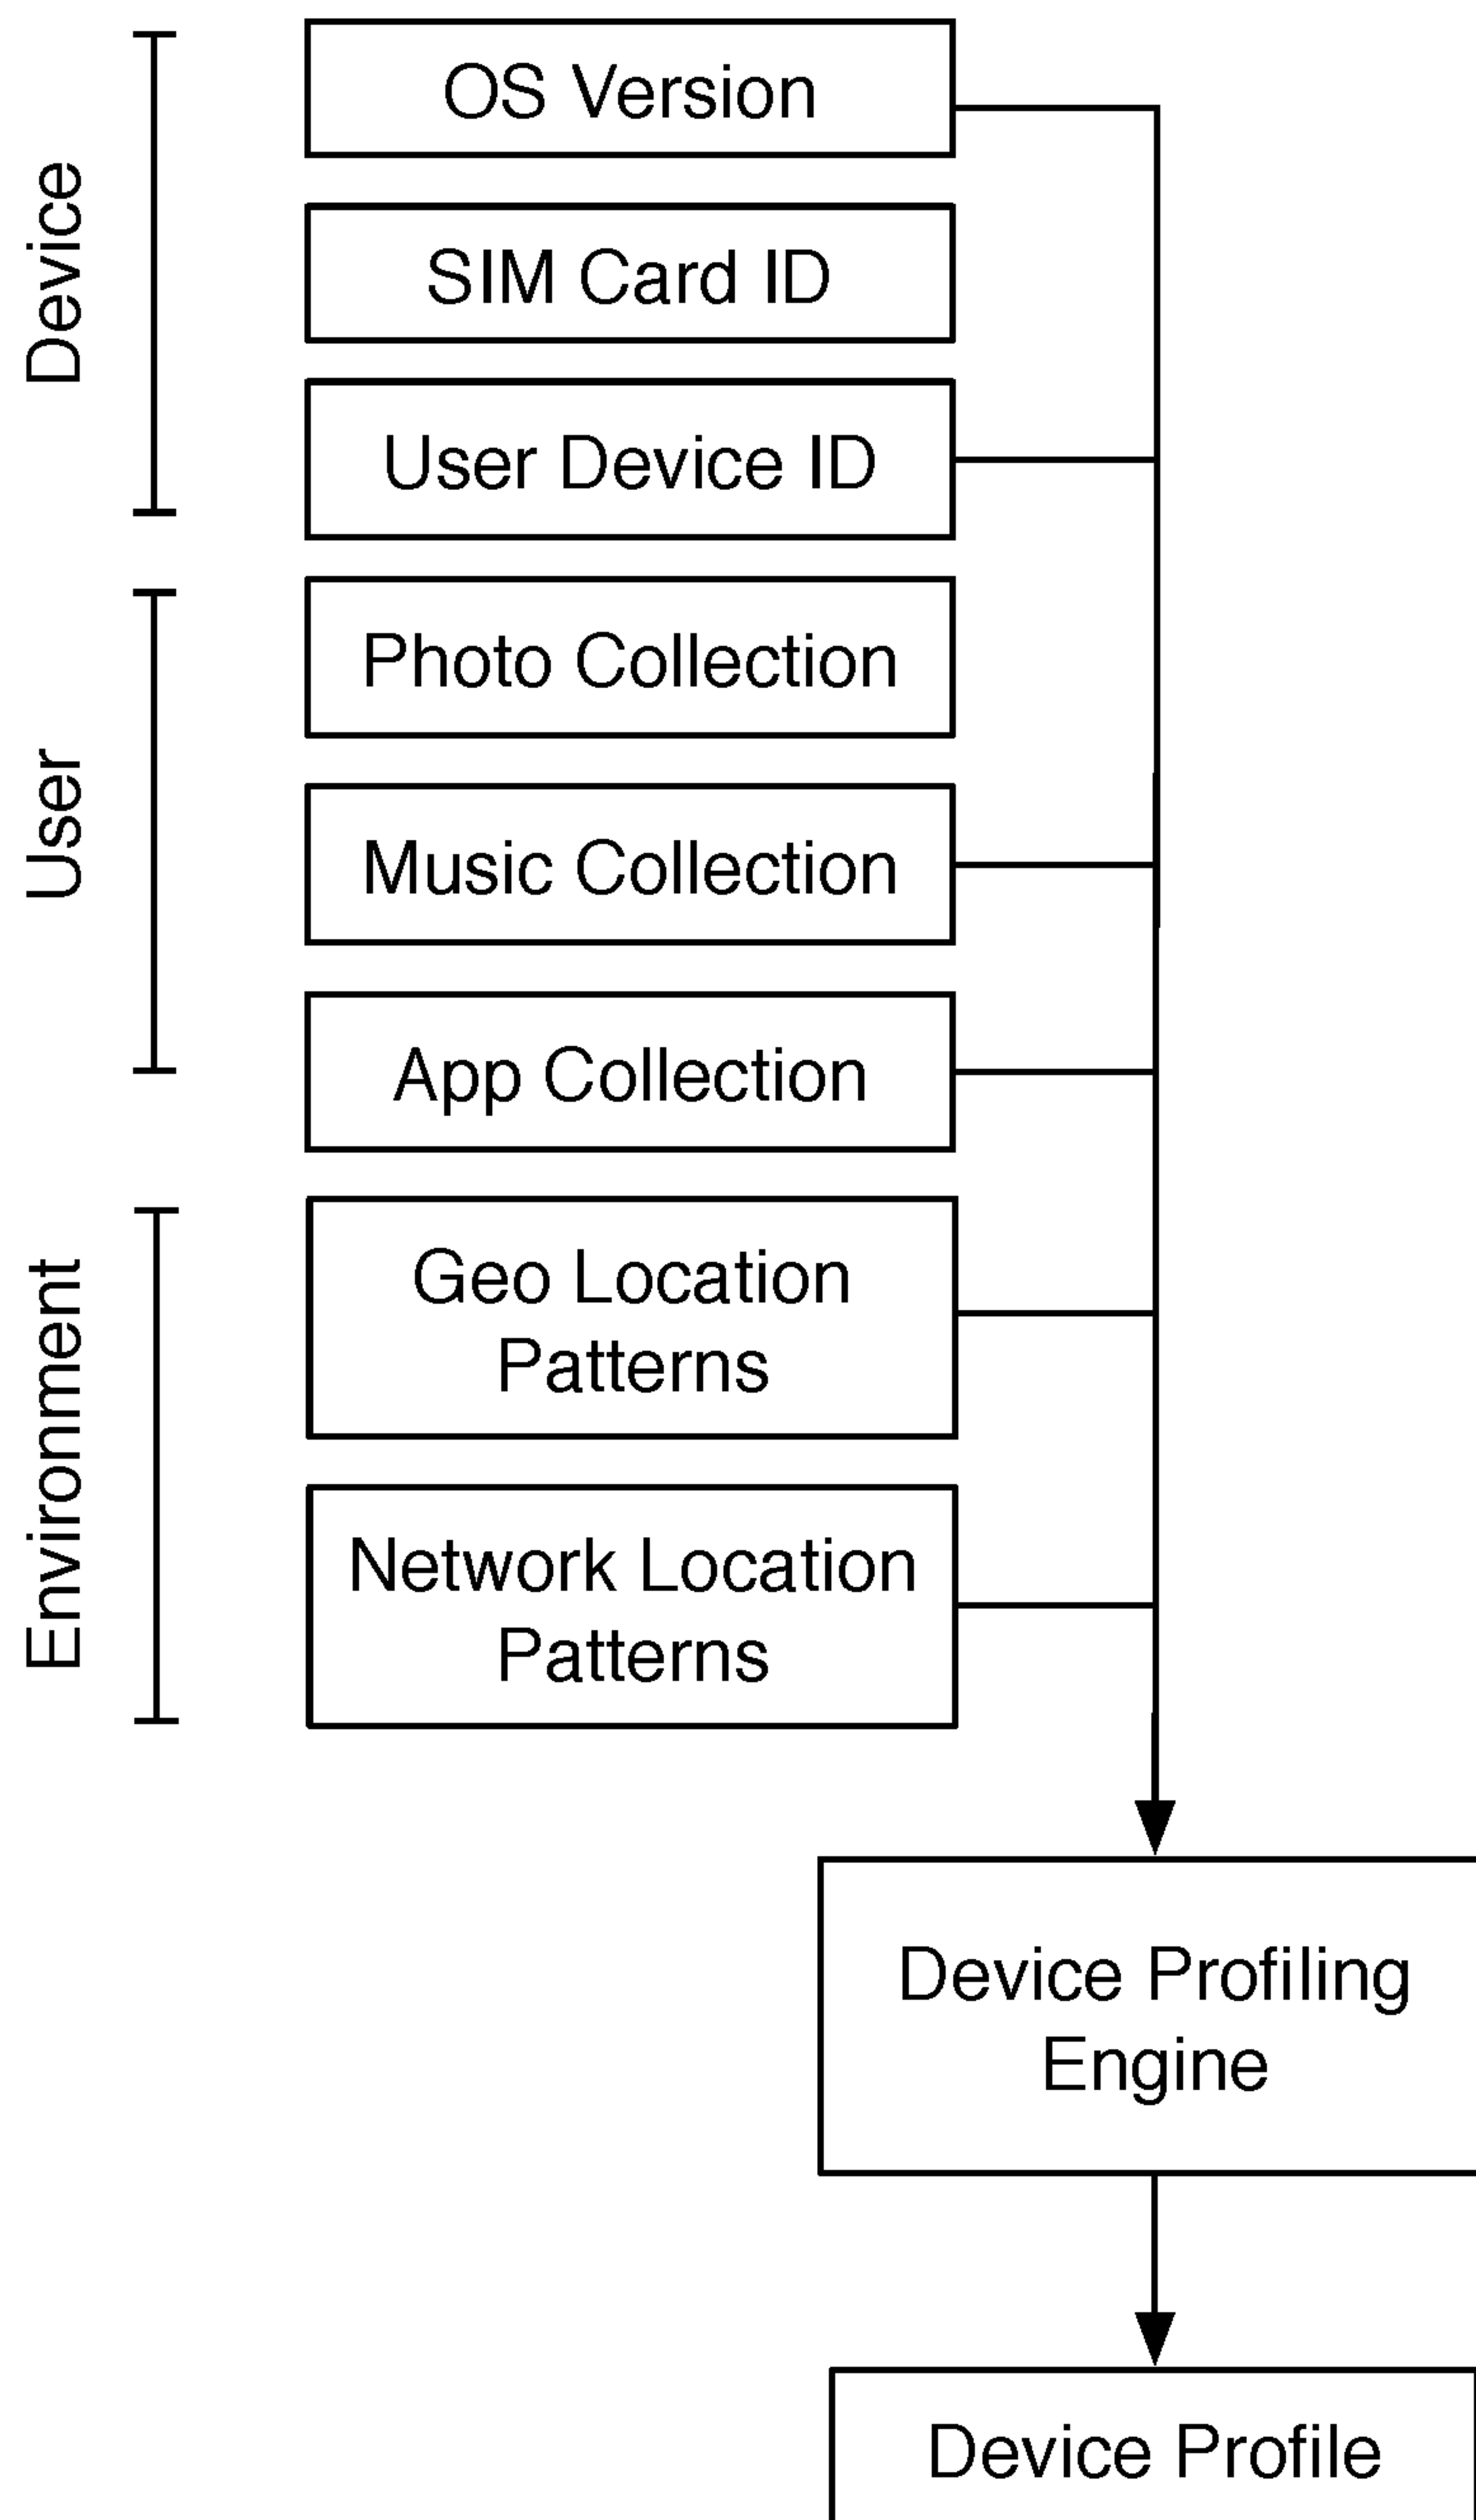 Device
OS Version
SIM Card ID
User Device ID
User
Photo Collection
Music Collection
App Collection
Environment
Geo Location
Patterns
Network Location
Patterns
Device Profiling
Engine
Device Profile